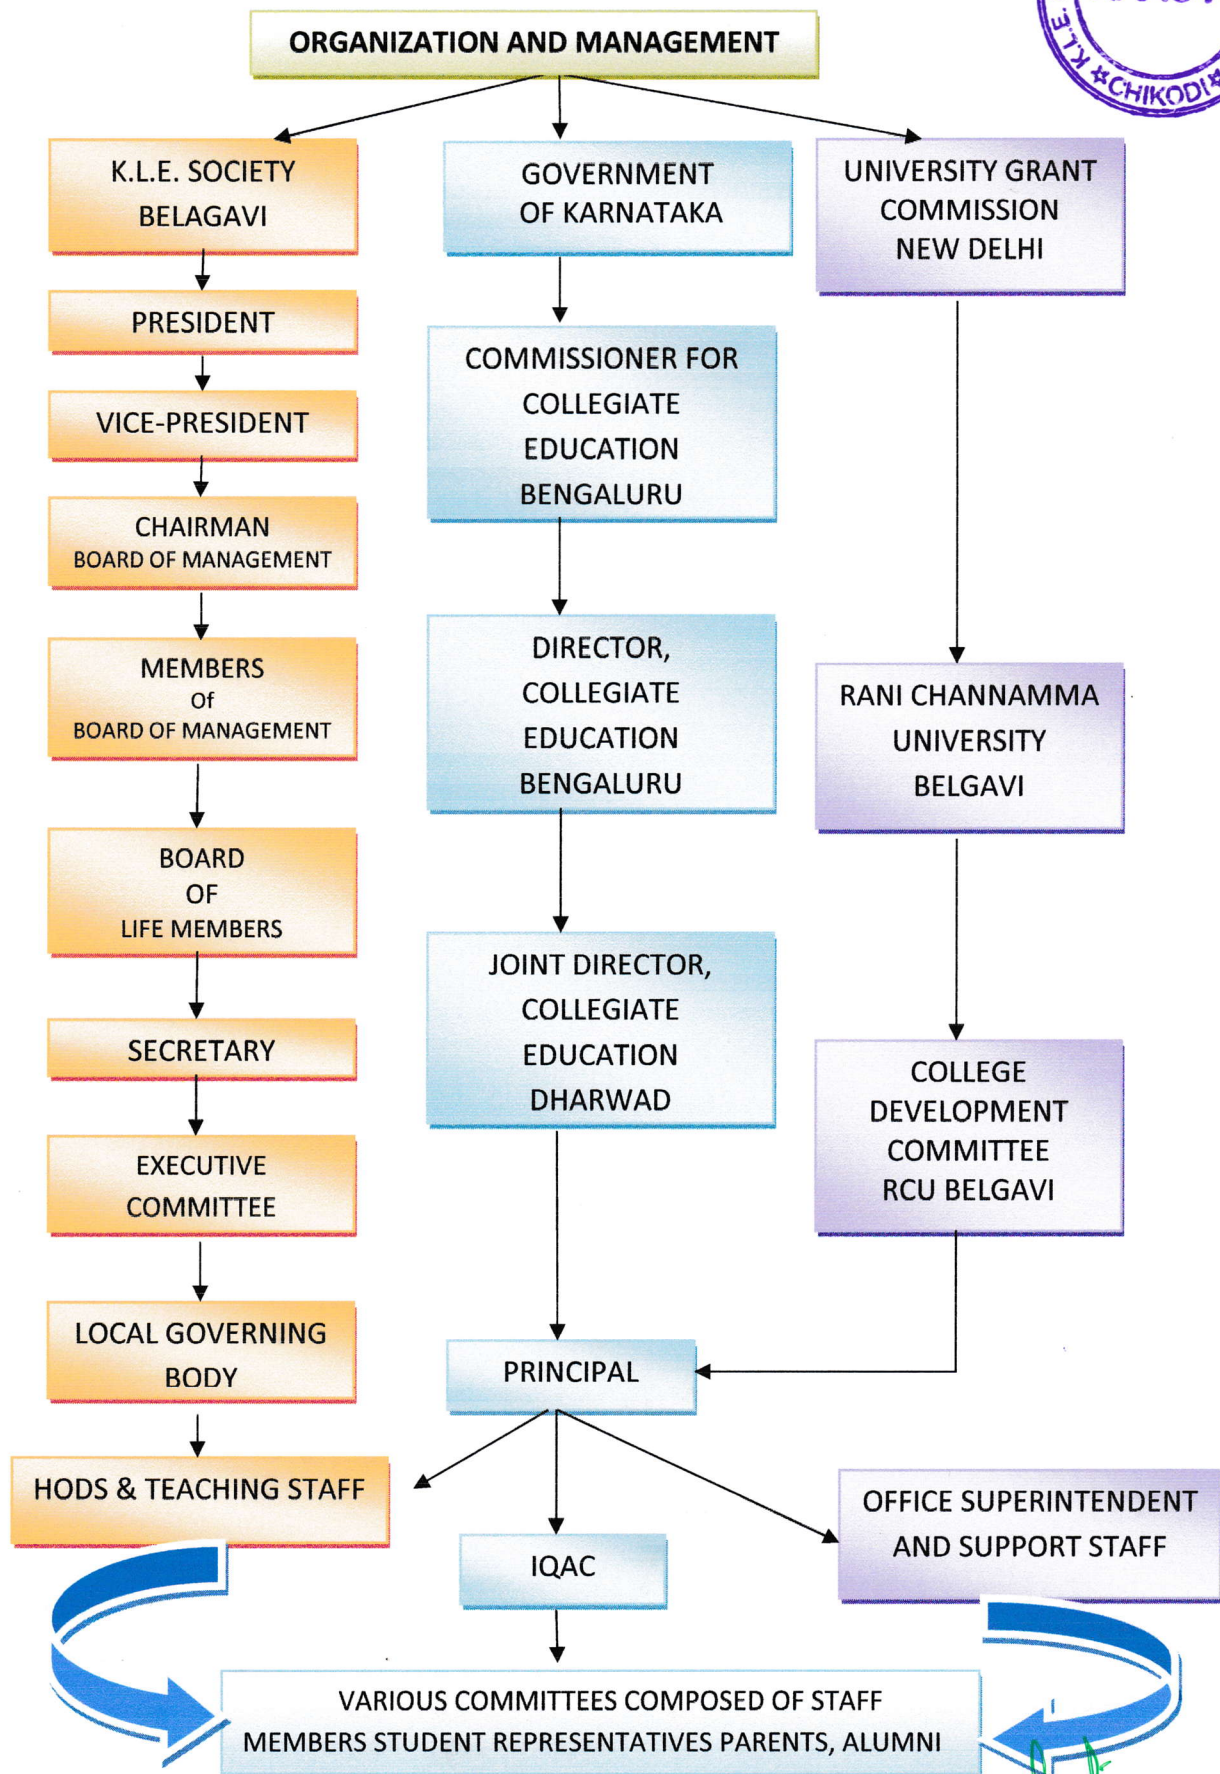 ORGANIZATION AND MANAGEMENT
K.L.E.
CHIKODI
K.L.E. SOCIETY
BELAGAVI
GOVERNMENT
OF KARNATAKA
UNIVERSITY GRANT
COMMISSION
NEW DELHI
PRESIDENT
VICE-PRESIDENT
CHAIRMAN
BOARD OF MANAGEMENT
MEMBERS
Of
BOARD OF MANAGEMENT
BOARD
OF
LIFE MEMBERS
SECRETARY
EXECUTIVE
COMMITTEE
LOCAL GOVERNING
BODY
HODS & TEACHING STAFF
COMMISSIONER FOR
COLLEGIATE
EDUCATION
BENGALURU
DIRECTOR,
COLLEGIATE
EDUCATION
BENGALURU
JOINT DIRECTOR,
COLLEGIATE
EDUCATION
DHARWAD
PRINCIPAL
IQAC
RANI CHANNAMMA
UNIVERSITY
BELGAVI
COLLEGE
DEVELOPMENT
COMMITTEE
RCU BELGAVI
OFFICE SUPERINTENDENT
AND SUPPORT STAFF
VARIOUS COMMITTEES COMPOSED OF STAFF
MEMBERS STUDENT REPRESENTATIVES PARENTS, ALUMNI